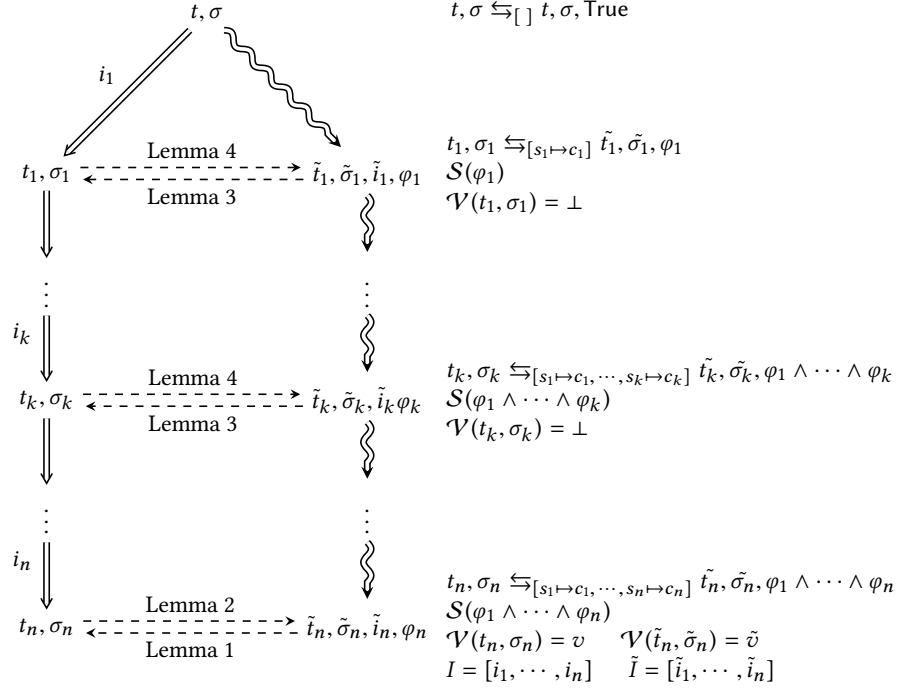 t, σ
t, σ ⇆[ ] t, σ, True
i₁
Lemma 4
t₁, σ₁
t̃₁, σ̃₁, ĩ₁, φ₁
Lemma 3
t₁, σ₁ ⇆[s₁↦c₁] t̃₁, σ̃₁, φ₁
𝒮(φ₁)
𝒱(t₁, σ₁) = ⊥
⋮
⋮
iₖ
Lemma 4
tₖ, σₖ
t̃ₖ, σ̃ₖ, ĩₖφₖ
Lemma 3
tₖ, σₖ ⇆[s₁↦c₁, ⋯, sₖ↦cₖ] t̃ₖ, σ̃ₖ, φ₁ ∧ ⋯ ∧ φₖ
𝒮(φ₁ ∧ ⋯ ∧ φₖ)
𝒱(tₖ, σₖ) = ⊥
⋮
⋮
iₙ
Lemma 2
tₙ, σₙ
t̃ₙ, σ̃ₙ, ĩₙ, φₙ
Lemma 1
tₙ, σₙ ⇆[s₁↦c₁, ⋯, sₙ↦cₙ] t̃ₙ, σ̃ₙ, φ₁ ∧ ⋯ ∧ φₙ
𝒮(φ₁ ∧ ⋯ ∧ φₙ)
𝒱(tₙ, σₙ) = v 𝒱(t̃ₙ, σ̃ₙ) = ṽ
I = [i₁, ⋯, iₙ] Ĩ = [ĩ₁, ⋯, ĩₙ]